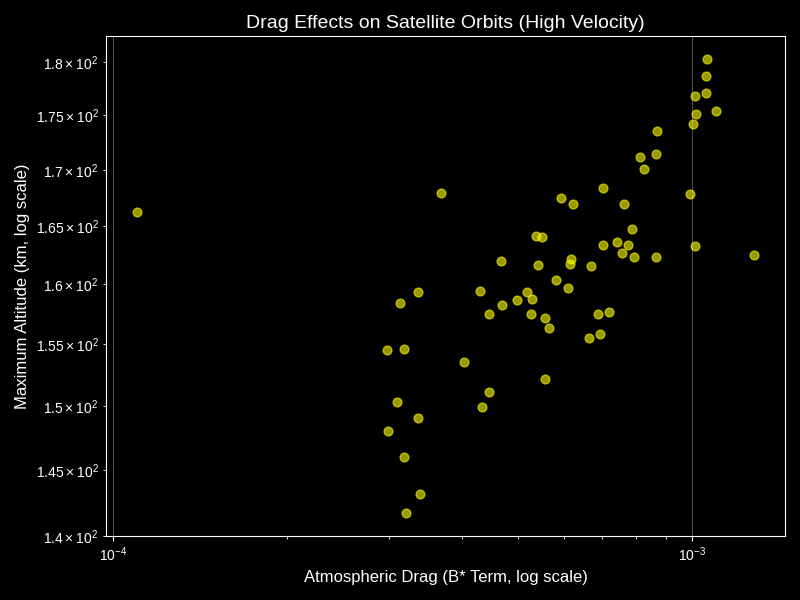 Drag Effects on Satellite Orbits (High Velocity)
Maximum Altitude (km, log scale)
1.8 × 10²
1.75 × 10²
1.7 × 10²
1.65 × 10²
1.6 × 10²
1.55 × 10²
1.5 × 10²
1.45 × 10²
1.4 × 10²
10⁻⁴
10⁻³
Atmospheric Drag (B* Term, log scale)